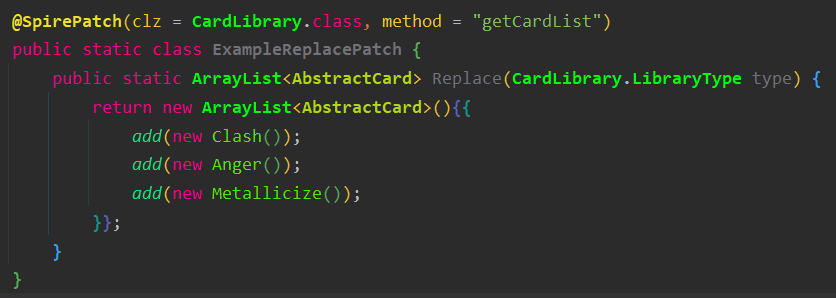 @SpirePatch(clz = CardLibrary.class, method = "getCardList")
public static class ExampleReplacePatch {
    public static ArrayList<AbstractCard> Replace(CardLibrary.LibraryType type) {
        return new ArrayList<AbstractCard>(){{
            add(new Clash());
            add(new Anger());
            add(new Metallicize());
        }};
    }
}